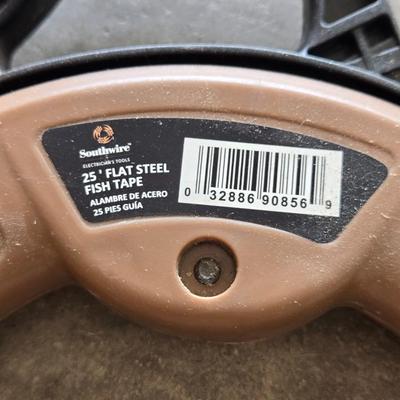 Southwire
ELECTRICIAN'S TOOLS
25' FLAT STEEL
FISH TAPE
ALAMBRE DE ACERO
25 PIES GUÍA
0 32886 90856 9